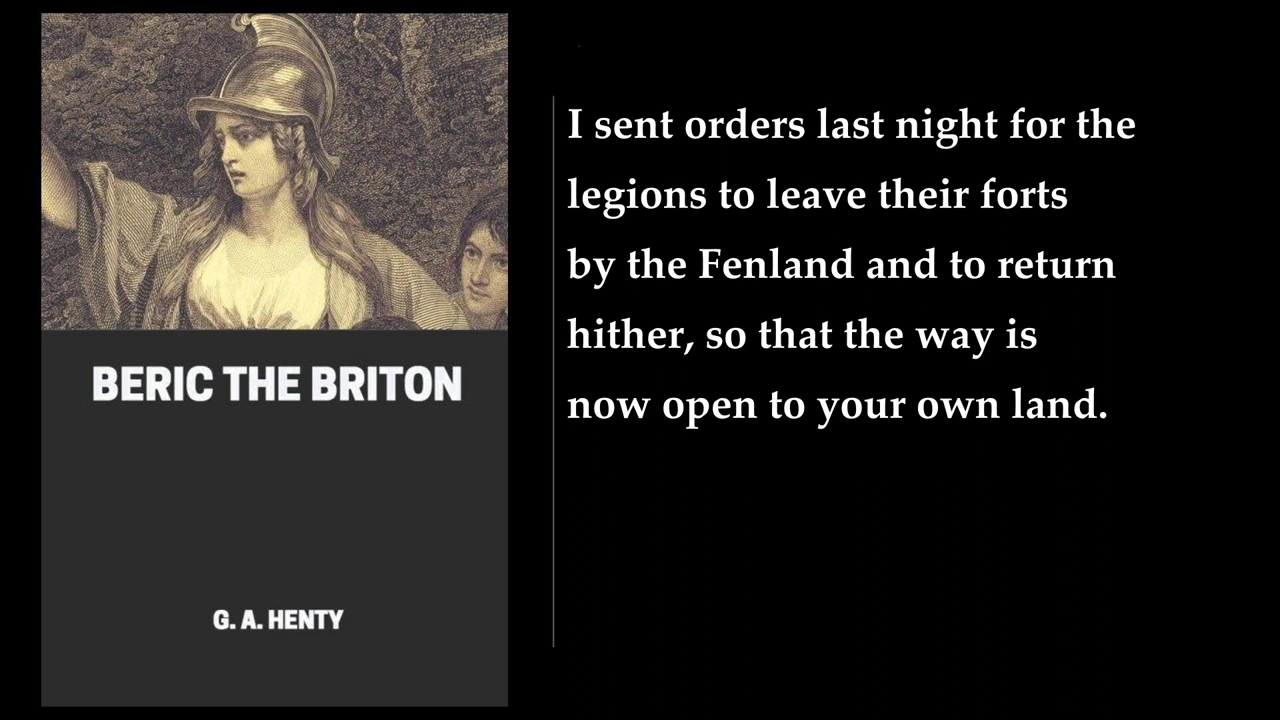 BERIC THE BRITON
G. A. HENTY
I sent orders last night for the
legions to leave their forts
by the Fenland and to return
hither, so that the way is
now open to your own land.